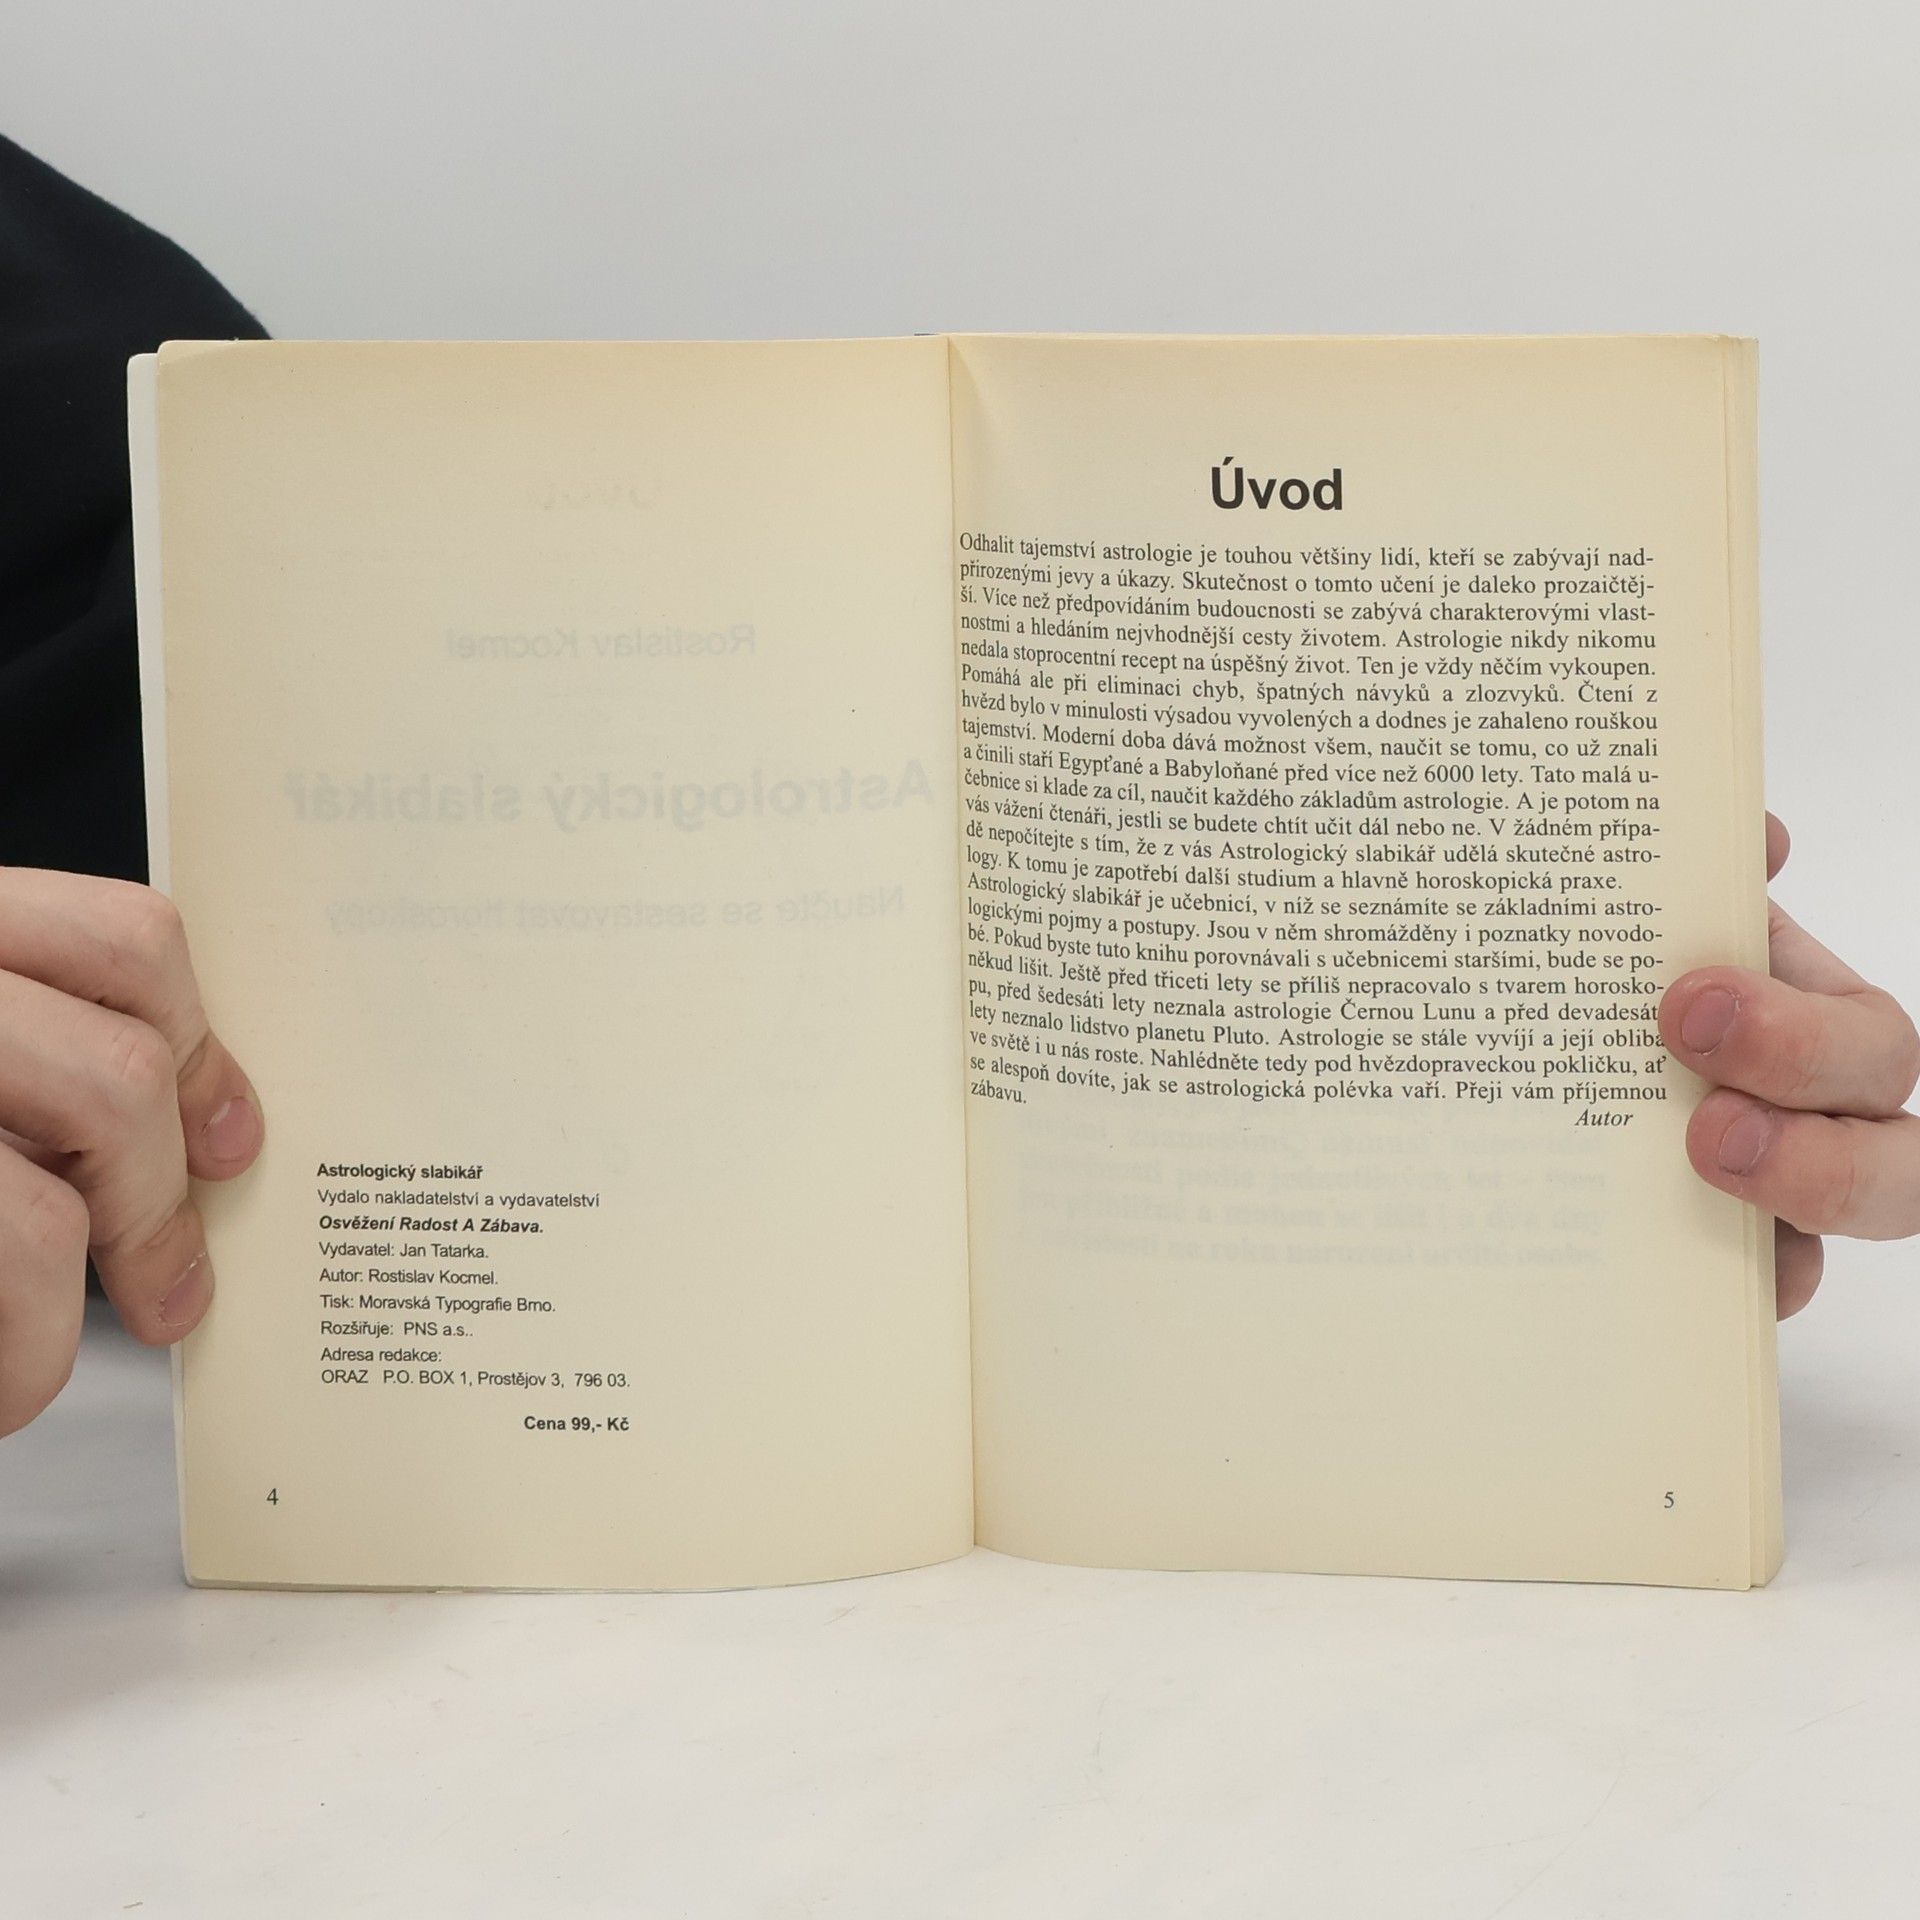 Astrologický slabikář
Vydalo nakladatelství a vydavatelství
Osvěžení Radost A Zábava.
Vydavatel: Jan Tatarka.
Autor: Rostislav Kocmel.
Tisk: Moravská Typografie Brno.
Rozšiřuje: PNS a.s..
Adresa redakce:
ORAZ P.O. BOX 1, Prostějov 3, 796 03.
Cena 99,- Kč
4
Úvod
Odhalit tajemství astrologie je touhou většiny lidí, kteří se zabývají nad-
přirozenými jevy a úkazy. Skutečnost o tomto učení je daleko prozaičtěj-
ší. Více než předpovídáním budoucnosti se zabývá charakterovými vlast-
nostmi a hledáním nejvhodnější cesty životem. Astrologie nikdy nikomu
nedala stoprocentní recept na úspěšný život. Ten je vždy něčím vykoupen.
Pomáhá ale při eliminaci chyb, špatných návyků a zlozvyků. Čtení z
hvězd bylo v minulosti výsadou vyvolených a dodnes je zahaleno rouškou
tajemství. Moderní doba dává možnost všem, naučit se tomu, co už znali
a činili staří Egypťané a Babyloňané před více než 6000 lety. Tato malá u-
čebnice si klade za cíl, naučit každého základům astrologie. A je potom na
vás vážení čtenáři, jestli se budete chtít učit dál nebo ne. V žádném přípa-
dě nepočítejte s tím, že z vás Astrologický slabikář udělá skutečné astro-
logy. K tomu je zapotřebí další studium a hlavně horoskopická praxe.
Astrologický slabikář je učebnicí, v níž se seznámíte se základními astro-
logickými pojmy a postupy. Jsou v něm shromážděny i poznatky novodo-
bé. Pokud byste tuto knihu porovnávali s učebnicemi staršími, bude se po-
někud lišit. Ještě před třiceti lety se příliš nepracovalo s tvarem horosko-
pu, před šedesáti lety neznala astrologie Černou Lunu a před devadesáti
lety neznalo lidstvo planetu Pluto. Astrologie se stále vyvíjí a její obliba
ve světě i u nás roste. Nahlédněte tedy pod hvězdopraveckou pokličku, ať
se alespoň dovíte, jak se astrologická polévka vaří. Přeji vám příjemnou
zábavu.
Autor
5